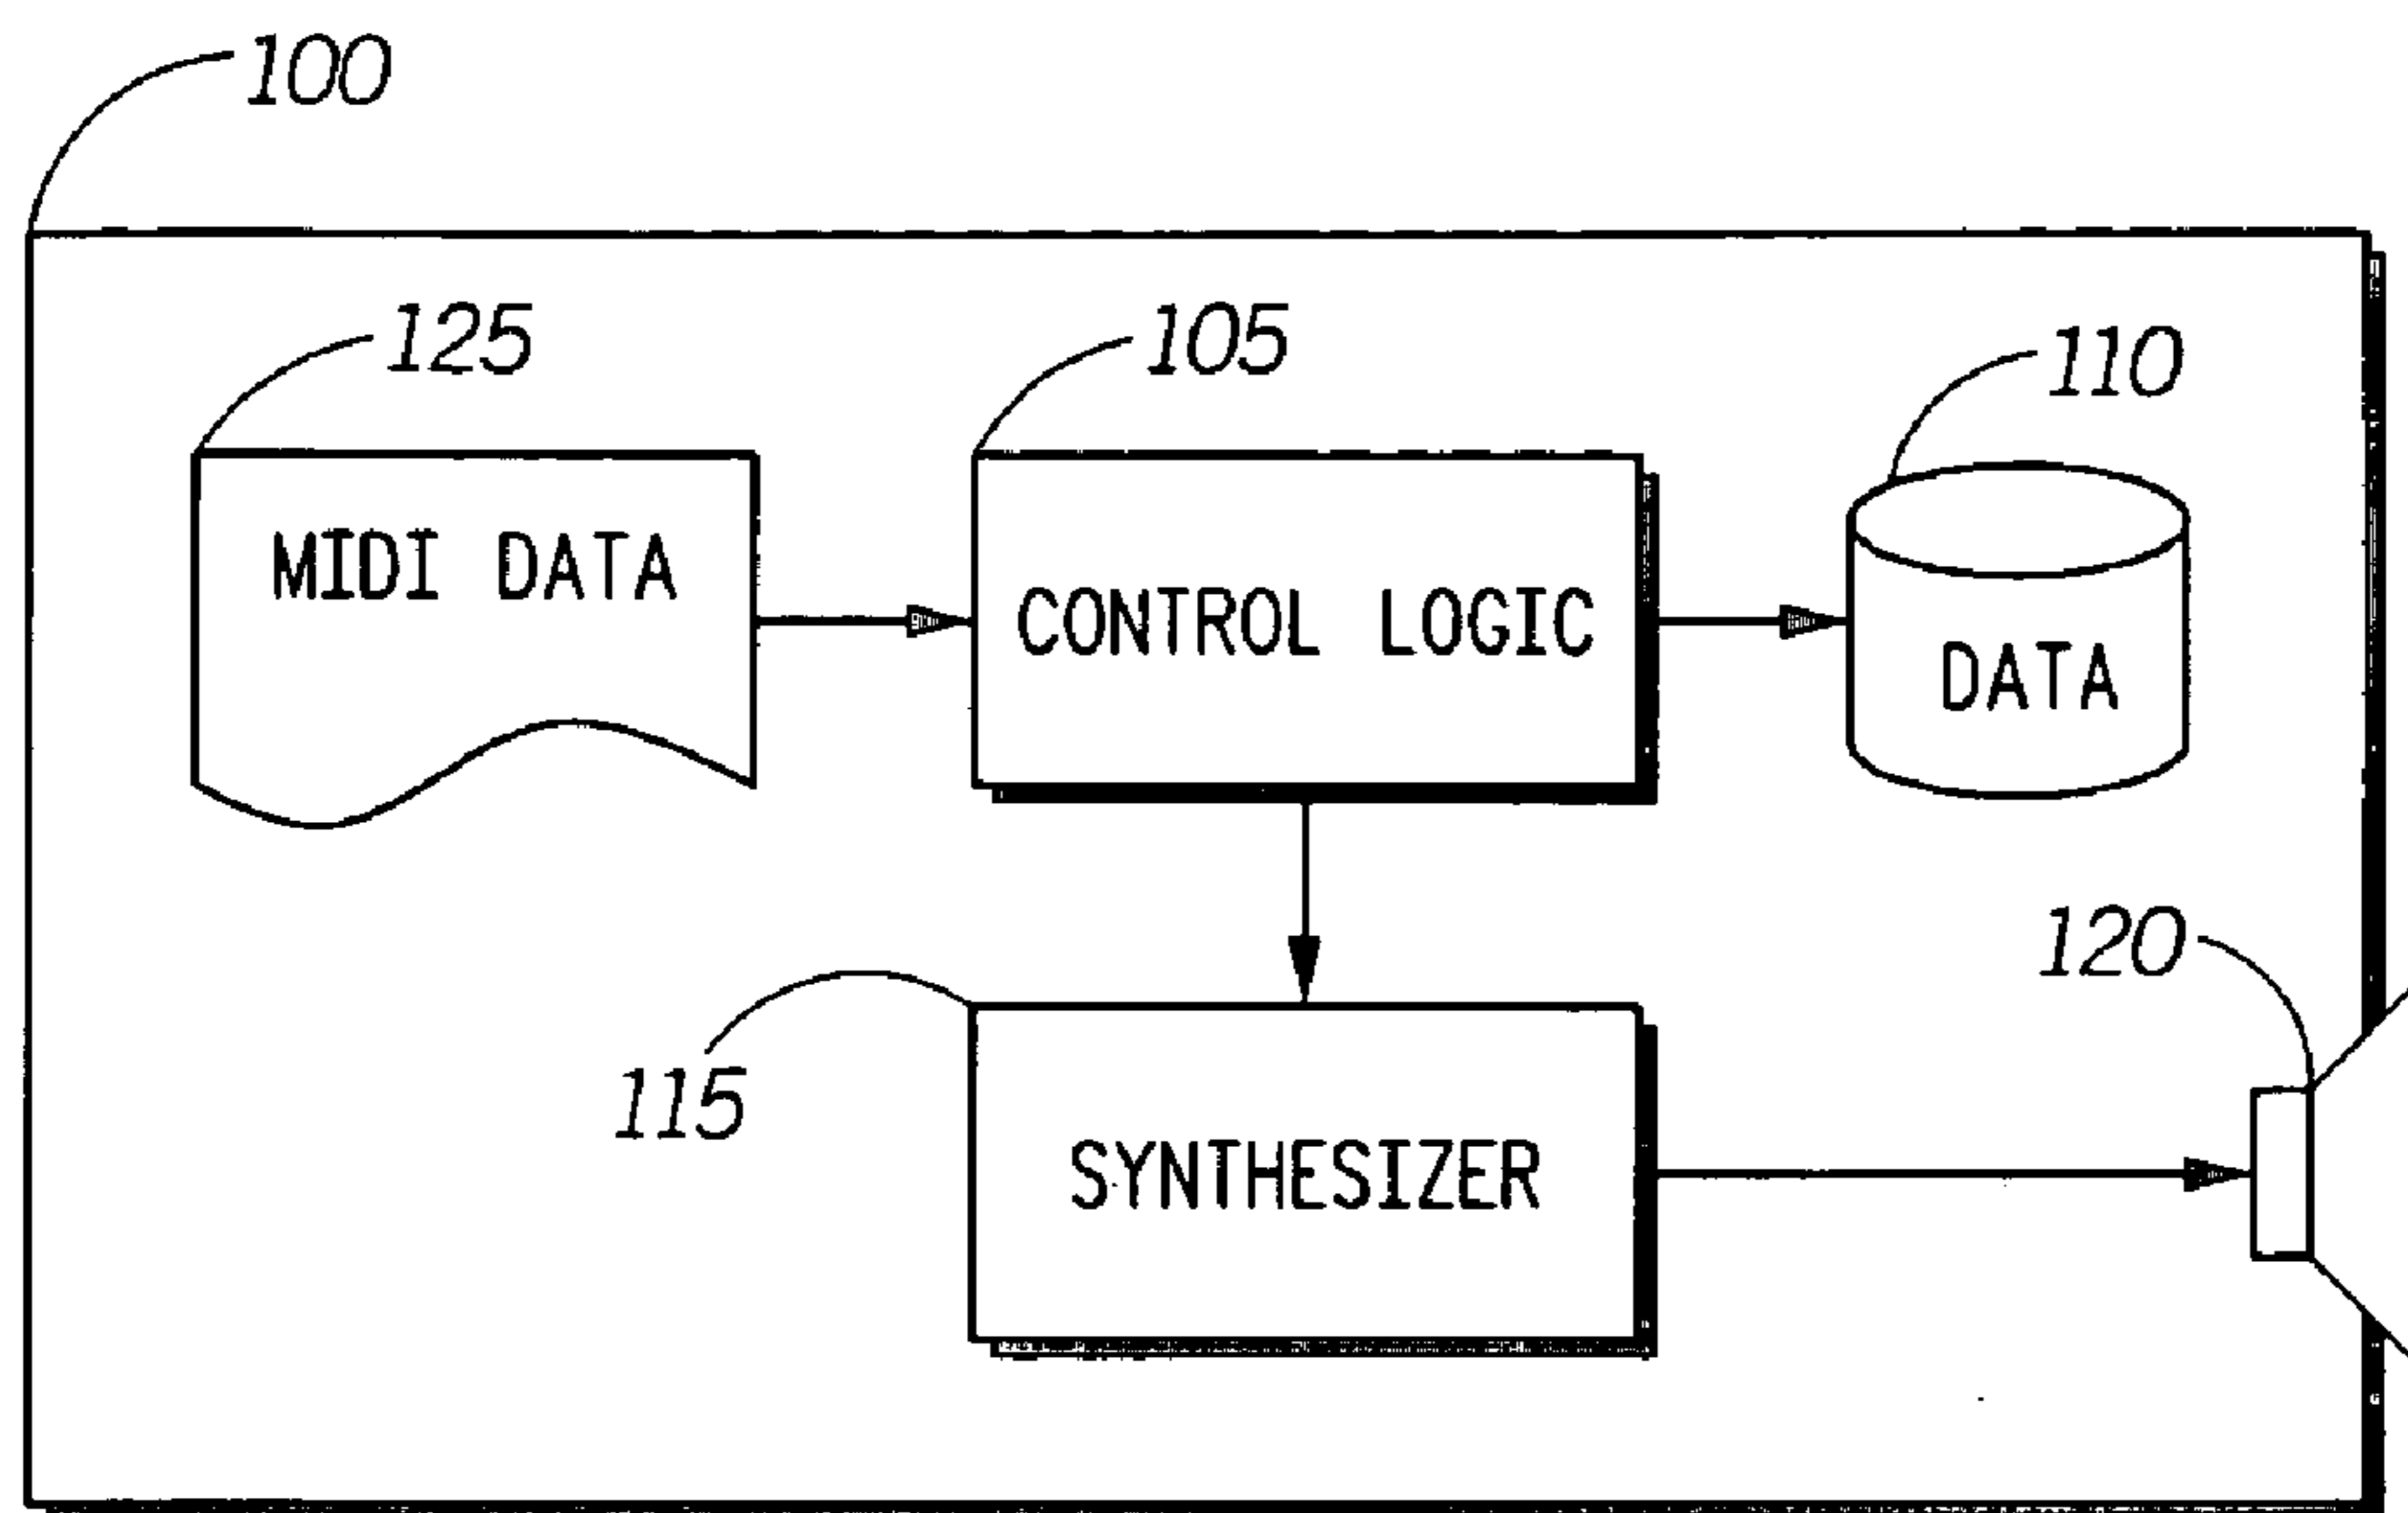 100
125
105
110
MIDI DATA
CONTROL LOGIC
DATA
120
115
SYNTHESIZER